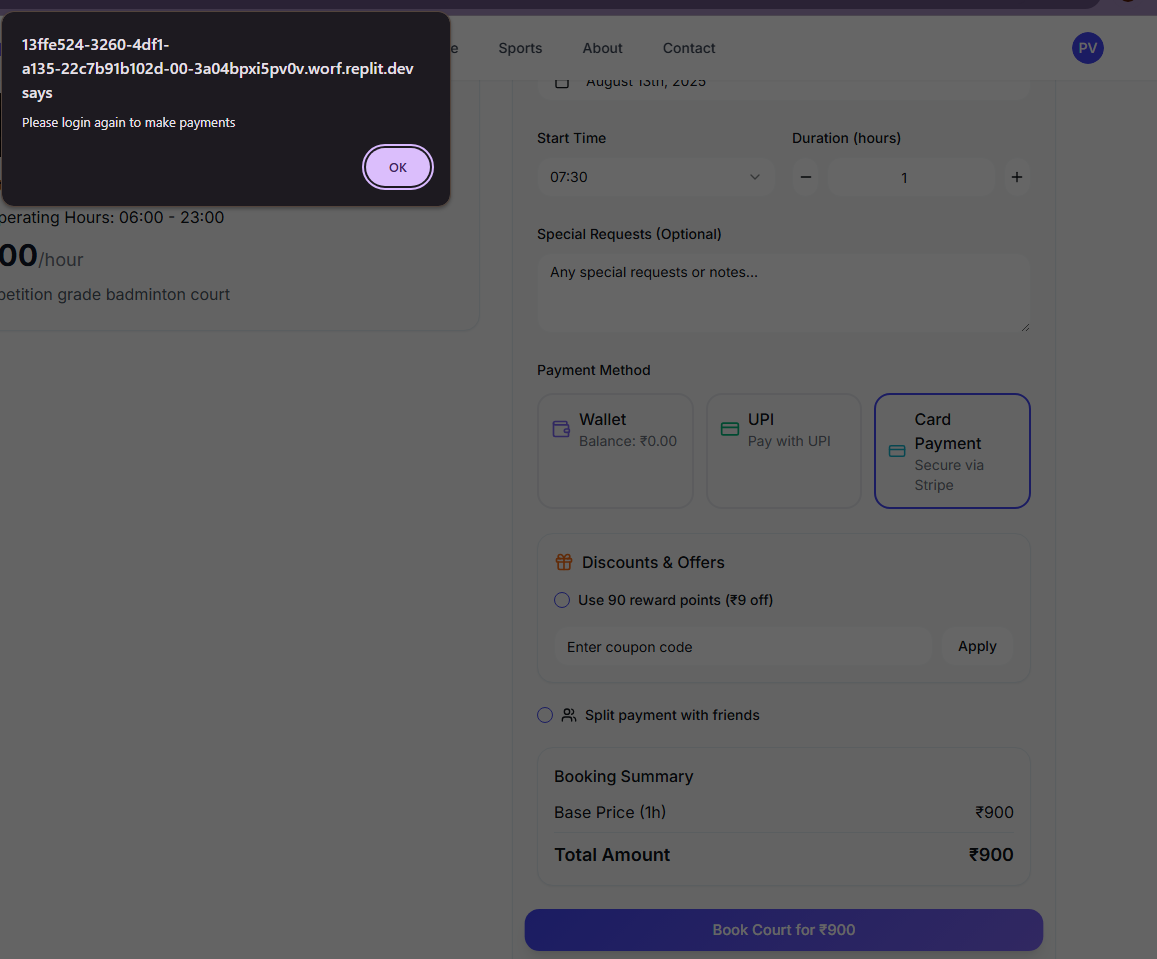 13ffe524-3260-4df1-
a135-22c7b91b102d-00-3a04bpxi5pv0v.worf.replit.dev
says
Please login again to make payments
OK
e
Sports
About
Contact
PV
August 13th, 2025
Start Time
Duration (hours)
07:30
1
perating Hours: 06:00 - 23:00
00/hour
petition grade badminton court
Special Requests (Optional)
Any special requests or notes...
Payment Method
Wallet
Balance: ₹0.00
UPI
Pay with UPI
Card
Payment
Secure via
Stripe
Discounts & Offers
Use 90 reward points (₹9 off)
Enter coupon code
Apply
Split payment with friends
Booking Summary
Base Price (1h)
₹900
Total Amount
₹900
Book Court for ₹900